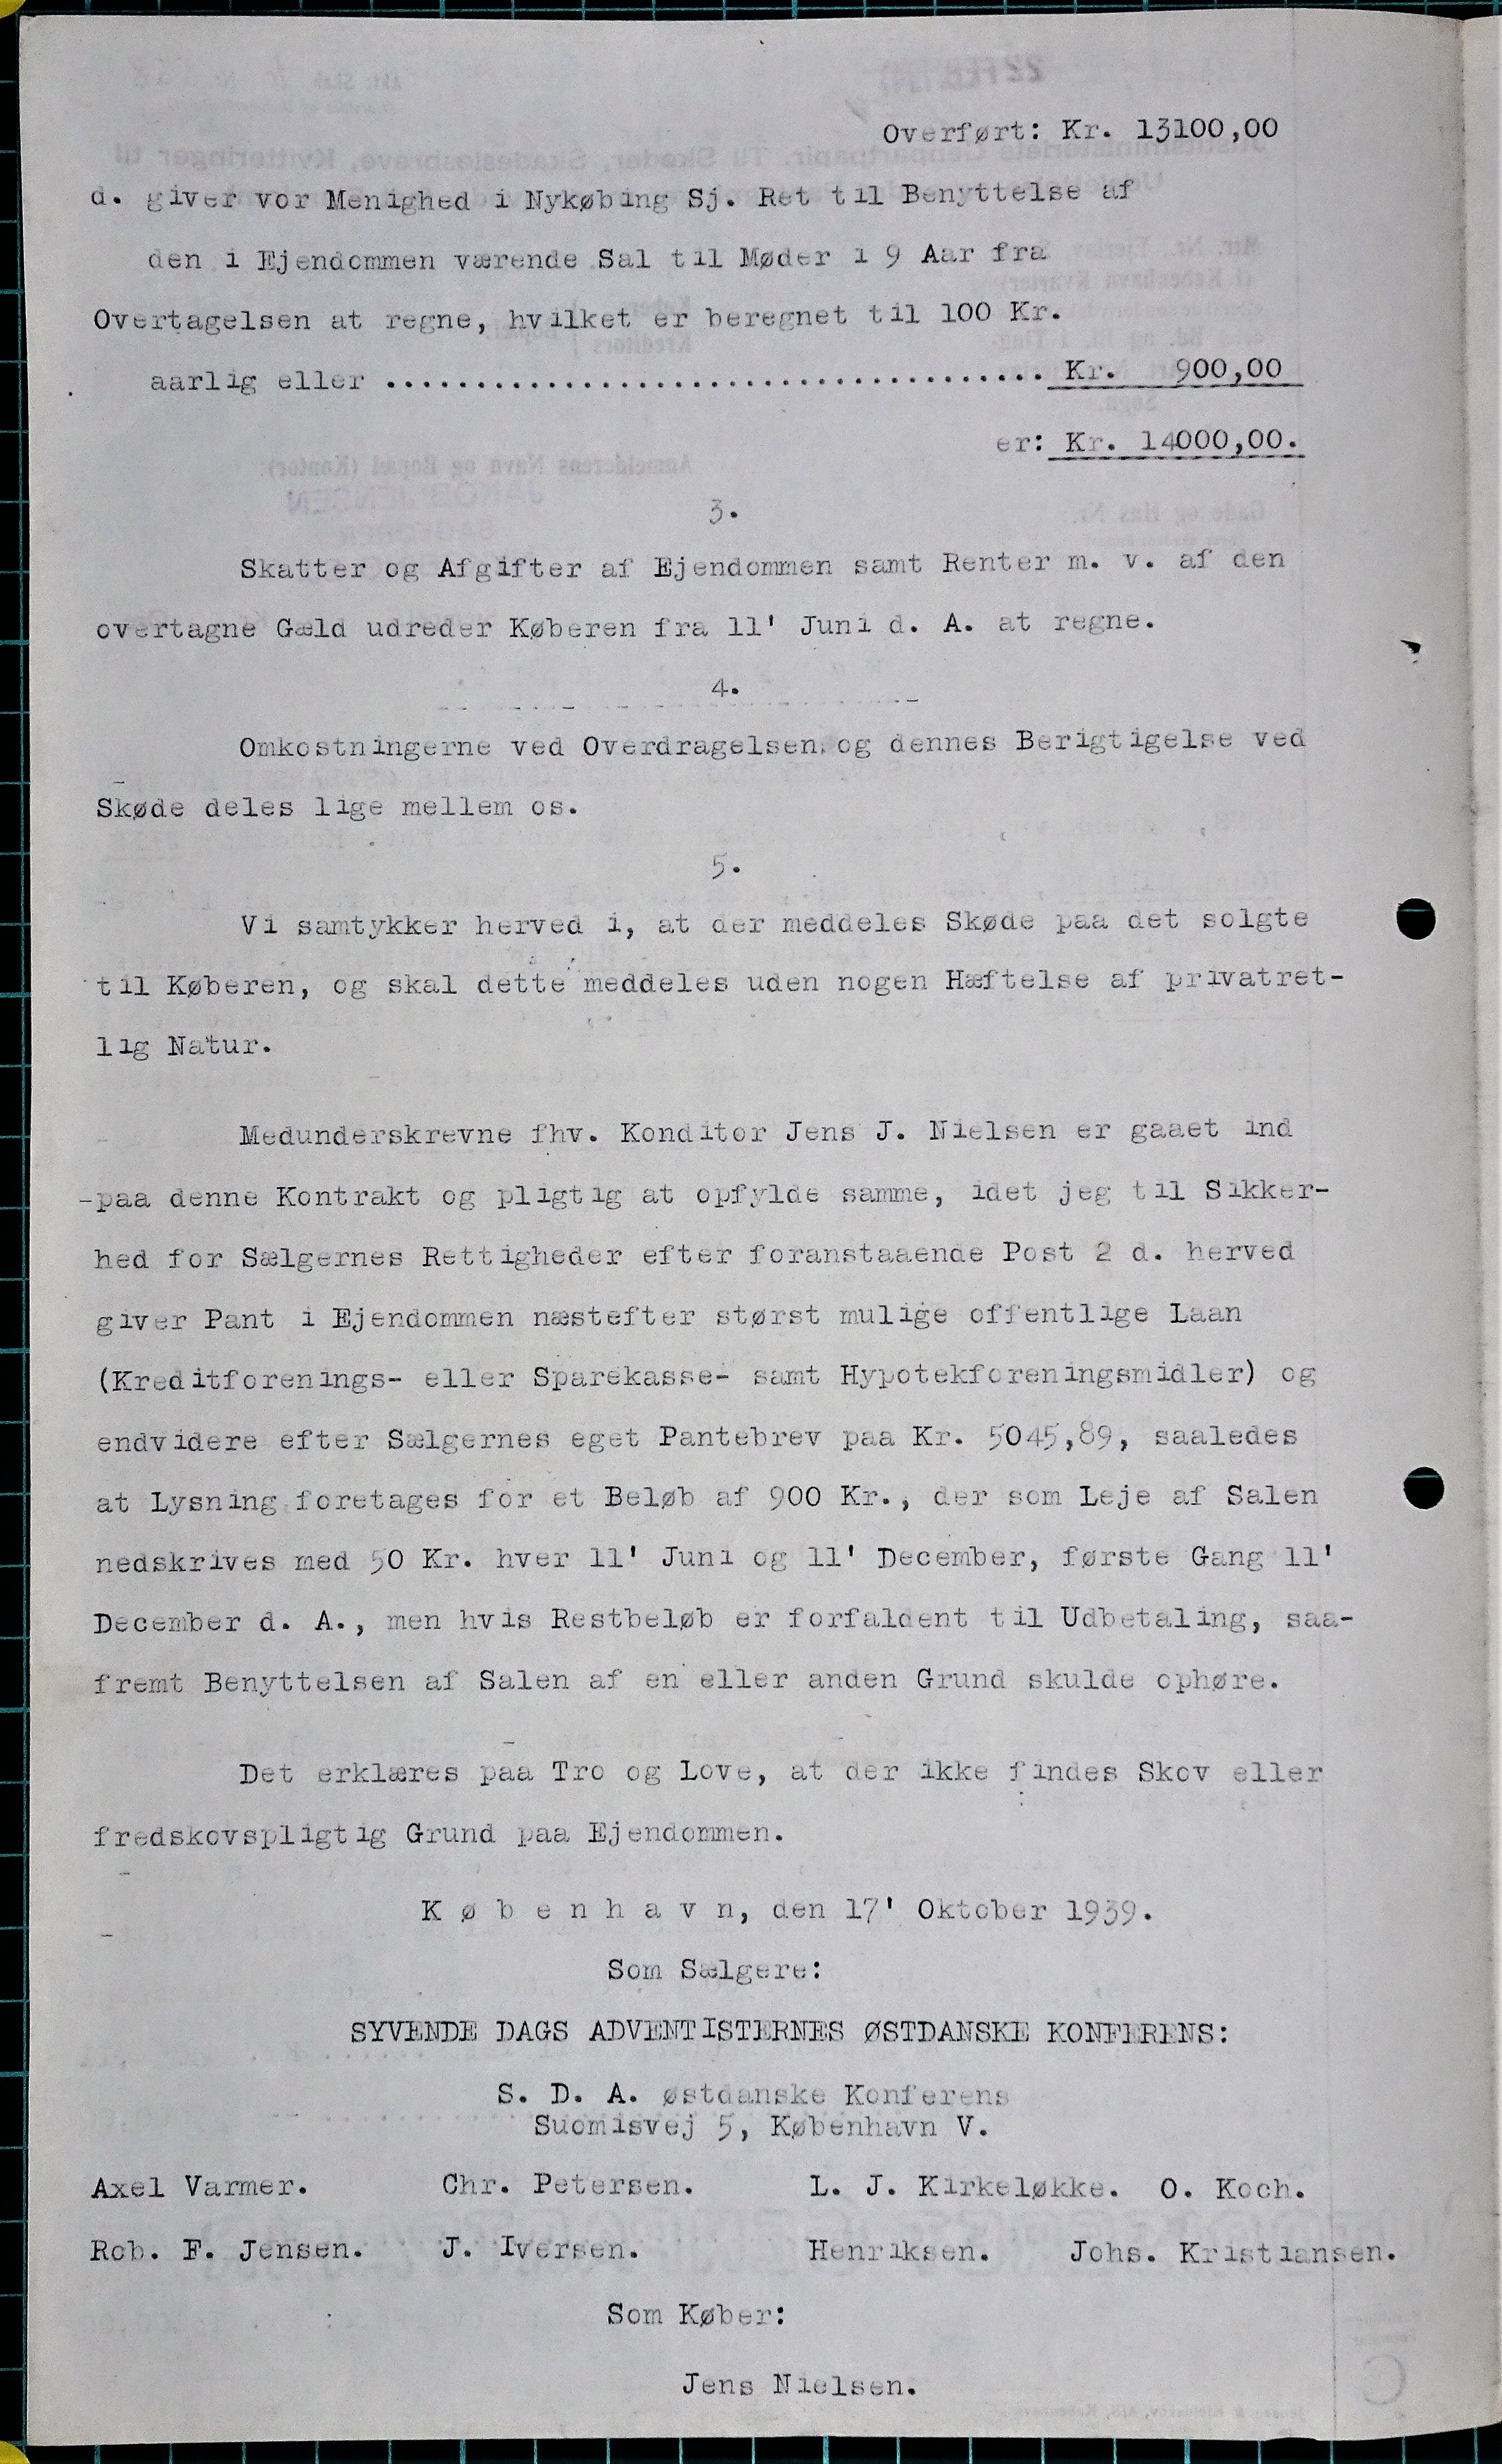 Overført: Kr. 13100,00
d. giver vor Menighed i Nykøbing Sj. Ret til Benyttelse af
den i Ejendommen værende Sal til Møder i 9 Aar fra
Overtagelsen at regne, hvilket er beregnet til 100 Kr.
aarlig eller ..................................... Kr. 900,00
er: Kr. 14000,00.
3.
Skatter og Afgifter af Ejendommen samt Renter m. v. af den
overtagne Gæld udreder Køberen fra 11' Juni d. A. at regne.
4.
Omkostningerne ved Overdragelsen og dennes Berigtigelse ved
Skøde deles lige mellem os.
5.
Vi samtykker herved i, at der meddeles Skøde paa det solgte
til Køberen, og skal dette meddeles uden nogen Hæftelse af privatret-
lig Natur.
Medunderskrevne fhv. Konditor Jens J. Nielsen er gaaet ind
paa denne Kontrakt og pligtig at opfylde samme, idet jeg til Sikker-
hed for Sælgernes Rettigheder efter foranstaaende Post 2 d. herved
giver Pant i Ejendommen næstefter størst mulige offentlige Laan
(Kreditforenings- eller Sparekasse- samt Hypotekforeningsmidler) og
endvidere efter Sælgernes eget Pantebrev paa Kr. 5045,89, saaledes
at Lysning foretages for et Beløb af 900 Kr., der som Leje af Salen
nedskrives med 50 Kr. hver 11' Juni og 11' December, første Gang 11'
December d. A., men hvis Restbeløb er forfaldent til Udbetaling, saa-
fremt Benyttelsen af Salen af en eller anden Grund skulde ophøre.
Det erklæres paa Tro og Love, at der ikke findes Skov eller
fredskovspligtig Grund paa Ejendommen.
K ø b e n h a v n, den 17' Oktober 1939.
Som Sælgere:
SYVENDE DAGS ADVENTISTERNES ØSTDANSKE KONFERENS:
S. D. A. østdanske Konferens
Suomisvej 5, København V.
Axel Varmer. Chr. Petersen. L. J. Kirkeløkke. O. Koch.
Rob. F. Jensen. J. Iversen. Henriksen. Johs. Kristiansen.
Som Køber:
Jens Nielsen.